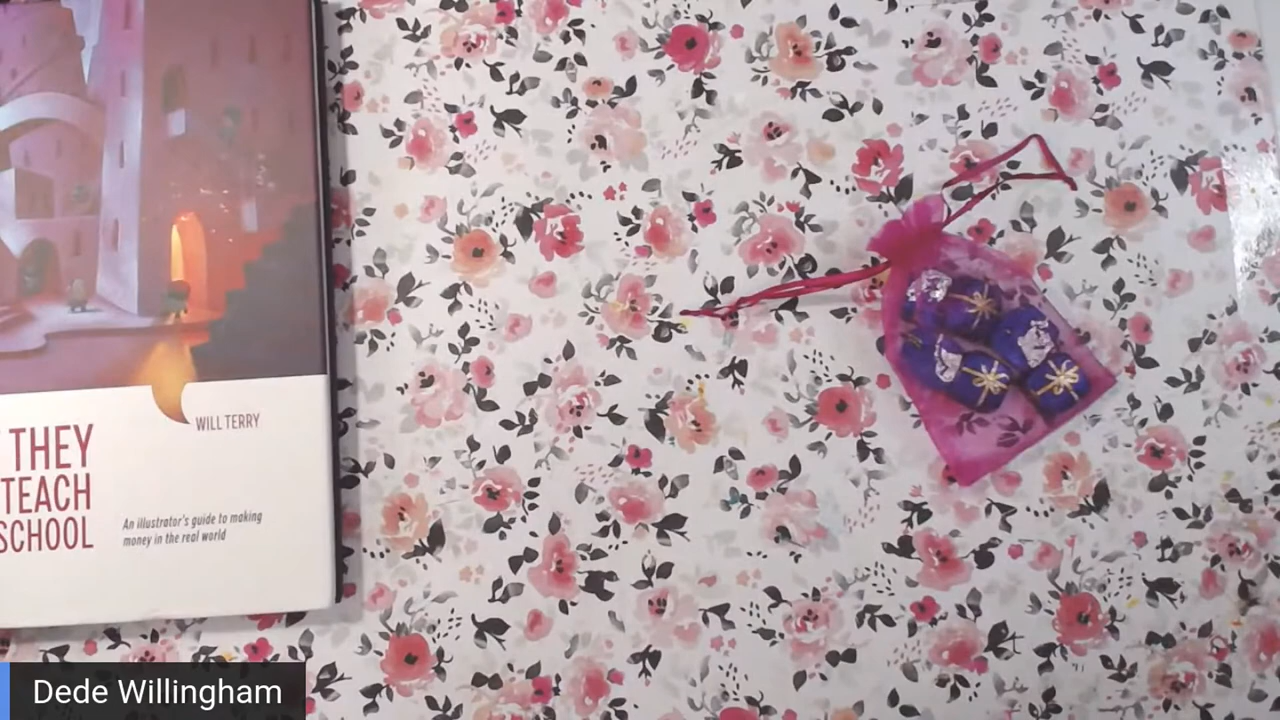 WILL TERRY
THEY
TEACH
SCHOOL
An illustrator's guide to making
money in the real world
Dede Willingham